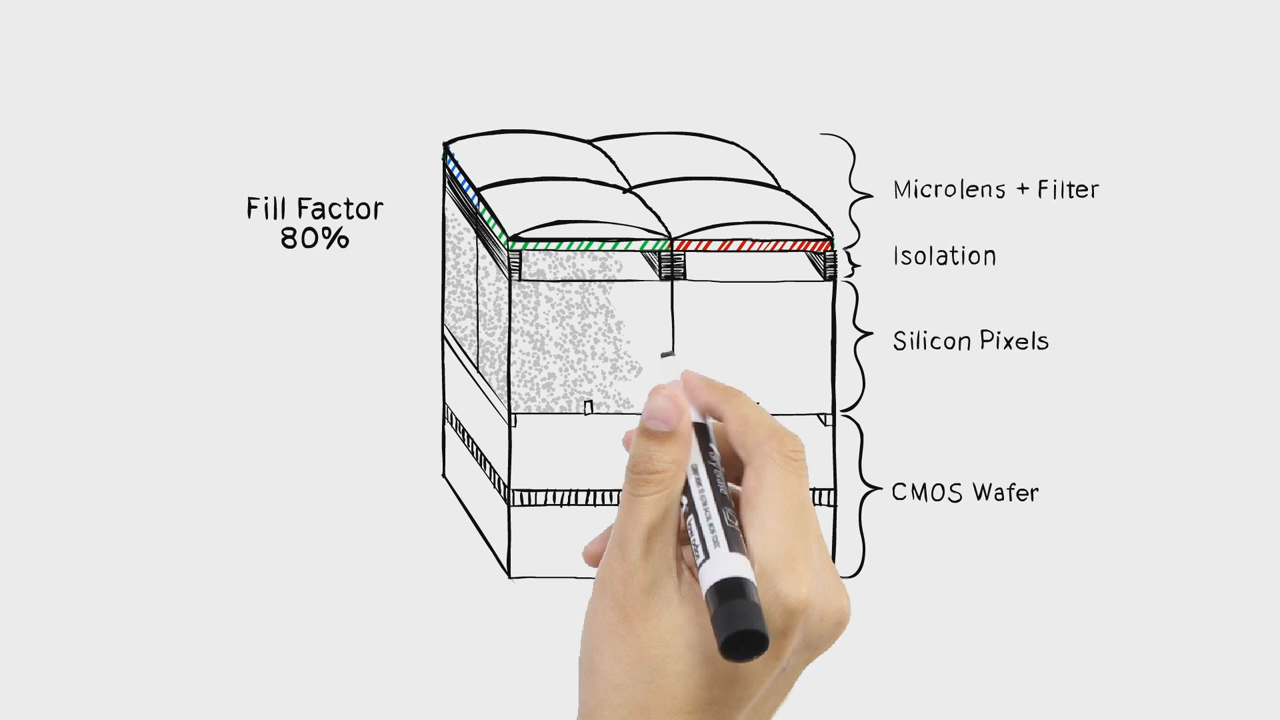 Fill Factor
80%
Microlens + Filter
Isolation
Silicon Pixels
CMOS Wafer